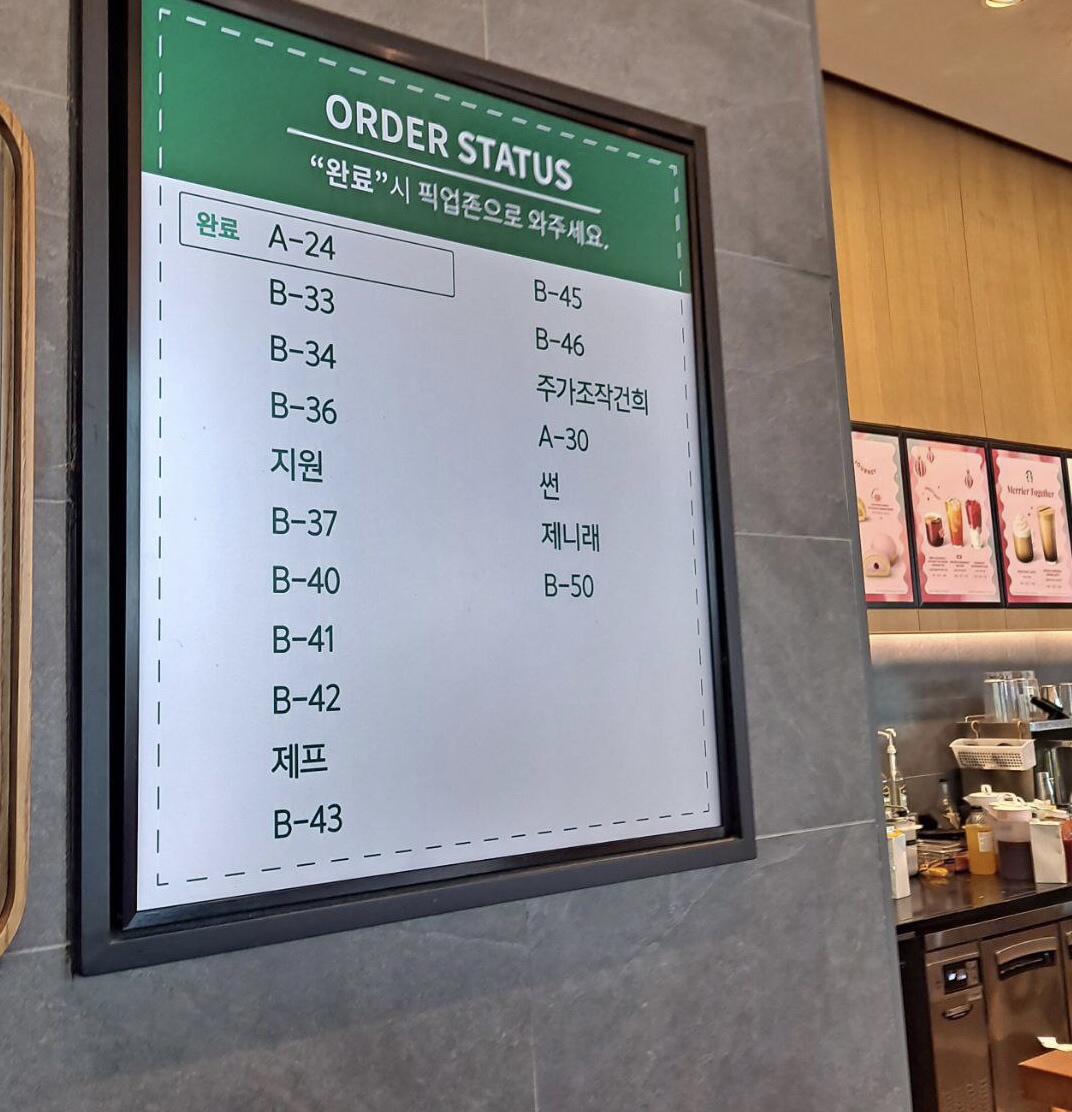 ORDER STATUS
“완료”시 픽업존으로 와주세요.
완료 A-24
B-33
B-34
B-36
지원
B-37
B-40
B-41
B-42
제프
B-43
B-45
B-46
주가조작건희
A-30
썬
제니래
B-50
Merrier Together